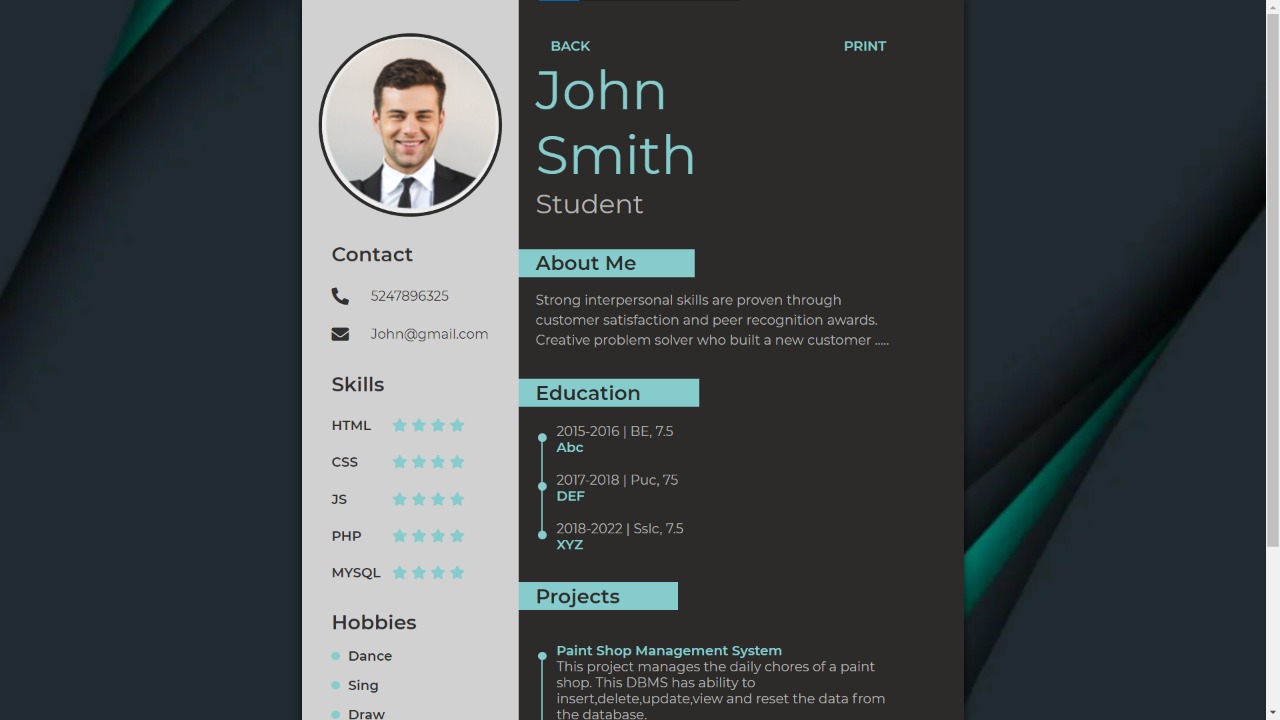 BACK
PRINT
John
Smith
Student
About Me
Strong interpersonal skills are proven through
customer satisfaction and peer recognition awards.
Creative problem solver who built a new customer .....
Education
2015-2016 | BE, 7.5
Abc
2017-2018 | Puc, 75
DEF
2018-2022 | Sslc, 7.5
XYZ
Projects
Paint Shop Management System
This project manages the daily chores of a paint
shop. This DBMS has ability to
insert,delete,update,view and reset the data from
the database.
Contact
5247896325
John@gmail.com
Skills
HTML
CSS
JS
PHP
MYSQL
Hobbies
Dance
Sing
Draw